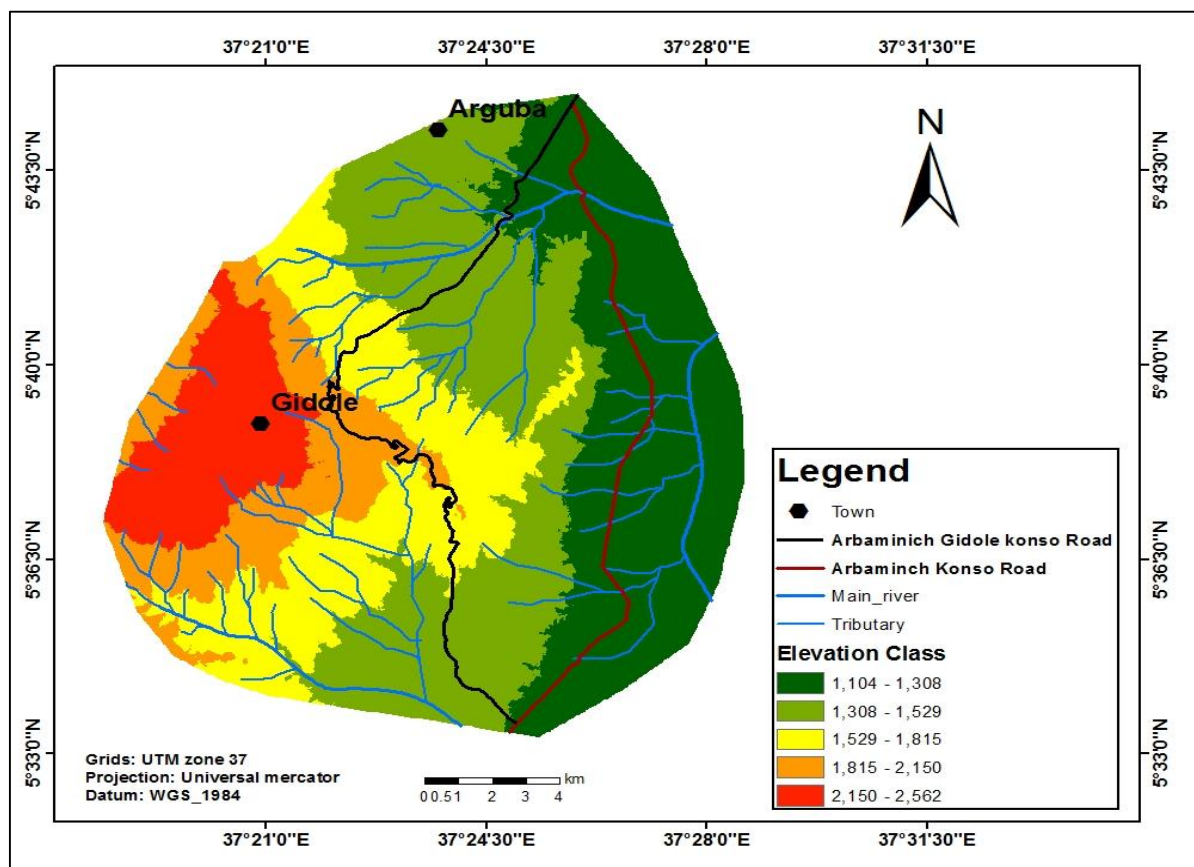 37°21'0"E 37°24'30"E 37°28'0"E 37°31'30"E
Arguba
N
5°43'30"N 5°43'30"N
5°40'0"N 5°40'0"N
Gidole
Legend
Town
Arbaminich Gidole konso Road
Arbaminch Konso Road
Main_river
Tributary
5°36'30"N 5°36'30"N
Elevation Class
1,104 - 1,308
1,308 - 1,529
1,529 - 1,815
1,815 - 2,150
2,150 - 2,562
5°33'0"N 5°33'0"N
Grids: UTM zone 37
Projection: Universal mercator
Datum: WGS_1984
km
0 0.5 1 2 3 4
37°21'0"E 37°24'30"E 37°28'0"E 37°31'30"E